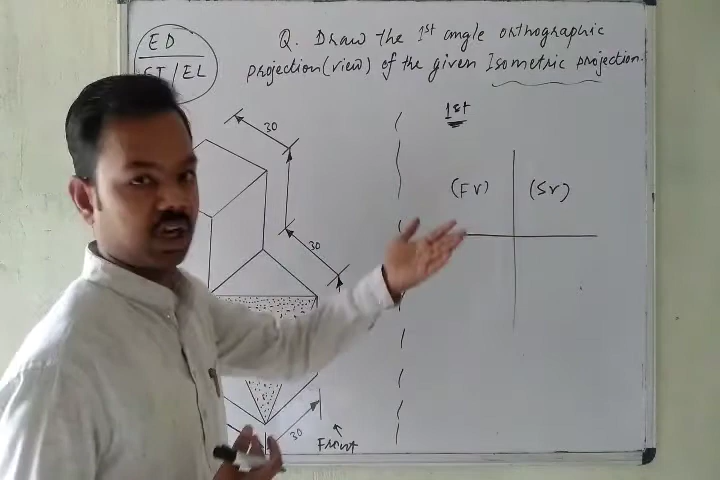 ED
ST/EL
Q. Draw the 1st angle orthographic
projection(view) of the given Isometric projection.
1st
(FV)
(SV)
30
30
30
Front